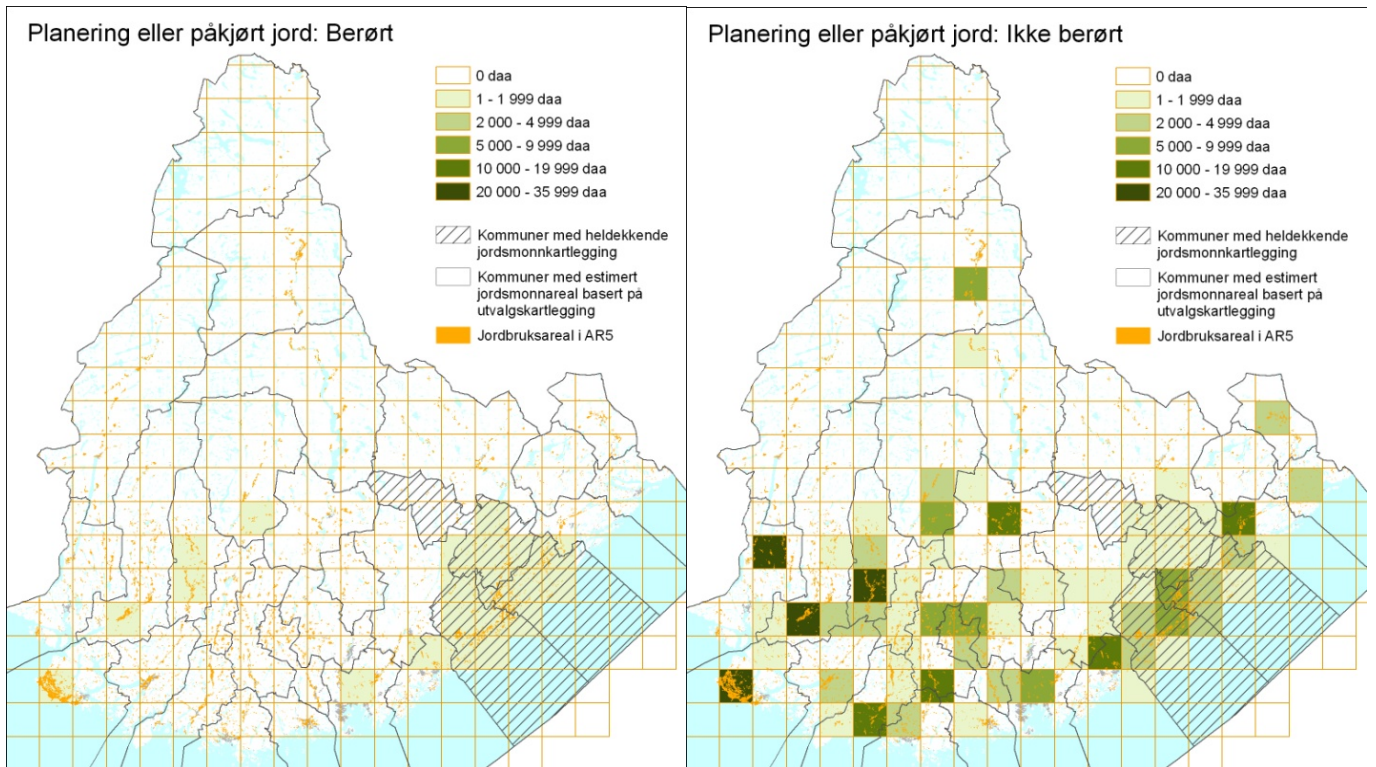 Planering eller påkjørt jord: Berørt
0 daa
1 - 1 999 daa
2 000 - 4 999 daa
5 000 - 9 999 daa
10 000 - 19 999 daa
20 000 - 35 999 daa
Kommuner med heldekkende
jordsmonnkartlegging
Kommuner med estimert
jordsmonnareal basert på
utvalgskartlegging
Jordbruksareal i AR5
Planering eller påkjørt jord: Ikke berørt
0 daa
1 - 1 999 daa
2 000 - 4 999 daa
5 000 - 9 999 daa
10 000 - 19 999 daa
20 000 - 35 999 daa
Kommuner med heldekkende
jordsmonnkartlegging
Kommuner med estimert
jordsmonnareal basert på
utvalgskartlegging
Jordbruksareal i AR5